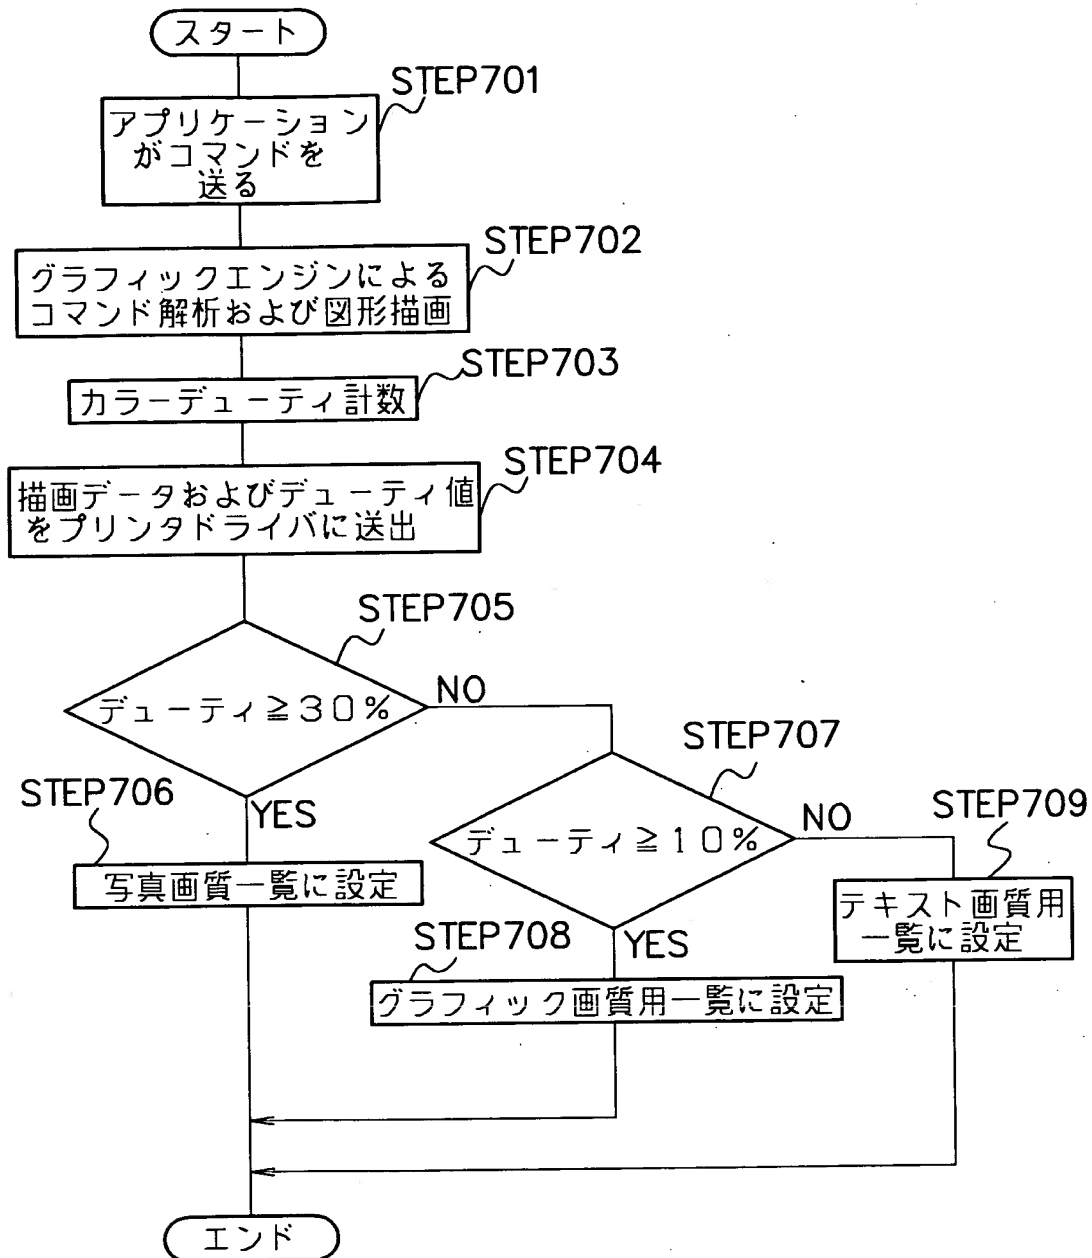 スタート
STEP701
アプリケーション
がコマンドを
送る
STEP702
グラフィックエンジンによる
コマンド解析および図形描画
STEP703
カラーデューティ計数
STEP704
描画データおよびデューティ値
をプリンタドライバに送出
STEP705
デューティ≧30%
NO
STEP707
STEP706
YES
デューティ≧10%
NO
STEP709
写真画質一覧に設定
テキスト画質用
一覧に設定
STEP708
YES
グラフィック画質用一覧に設定
エンド